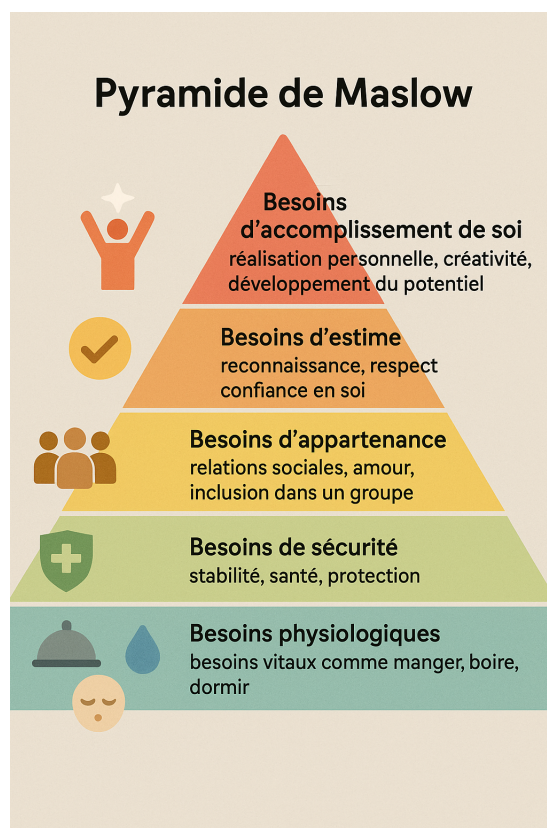 Pyramide de Maslow
Besoins
d’accomplissement de soi
réalisation personnelle, créativité,
développement du potentiel
Besoins d’estime
reconnaissance, respect
confiance en soi
Besoins d’appartenance
relations sociales, amour,
inclusion dans un groupe
Besoins de sécurité
stabilité, santé, protection
Besoins physiologiques
besoins vitaux comme manger, boire,
dormir